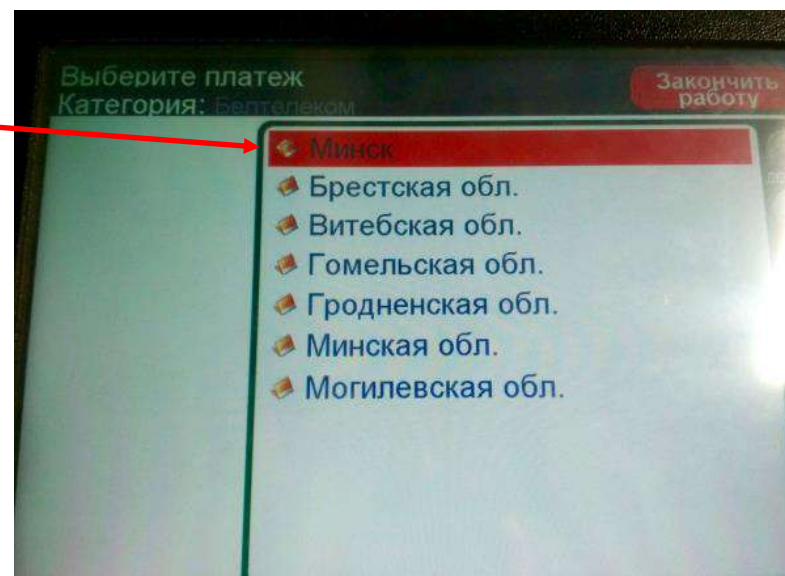 Выберите платеж
Категория: Белтелеком
Закончить
работу
Минск
Брестская обл.
Витебская обл.
Гомельская обл.
Гродненская обл.
Минская обл.
Могилевская обл.